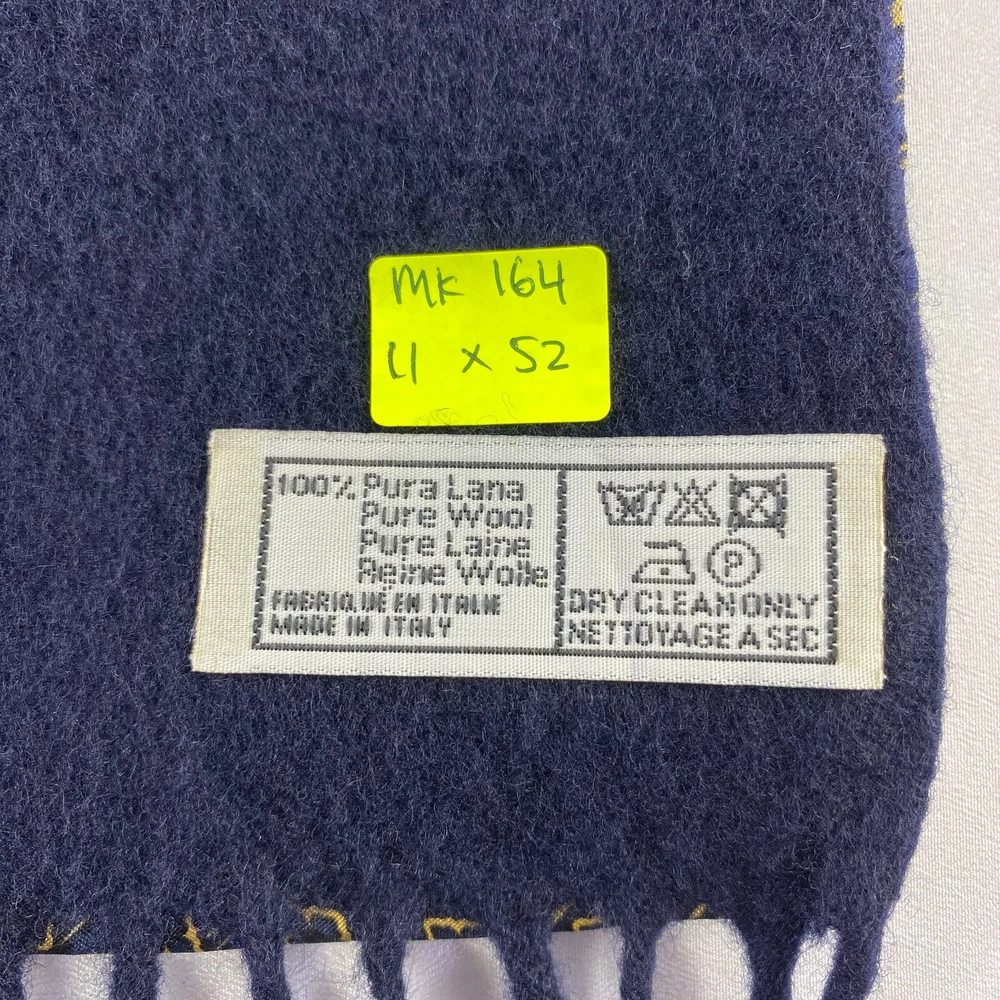 MK 164
11 x 52
100% Pura Lana
Pure Wool
Pure Laine
Reine Wolle
FABRIQUE EN ITALIE
MADE IN ITALY
P
DRY CLEAN ONLY
NETTOYAGE A SEC